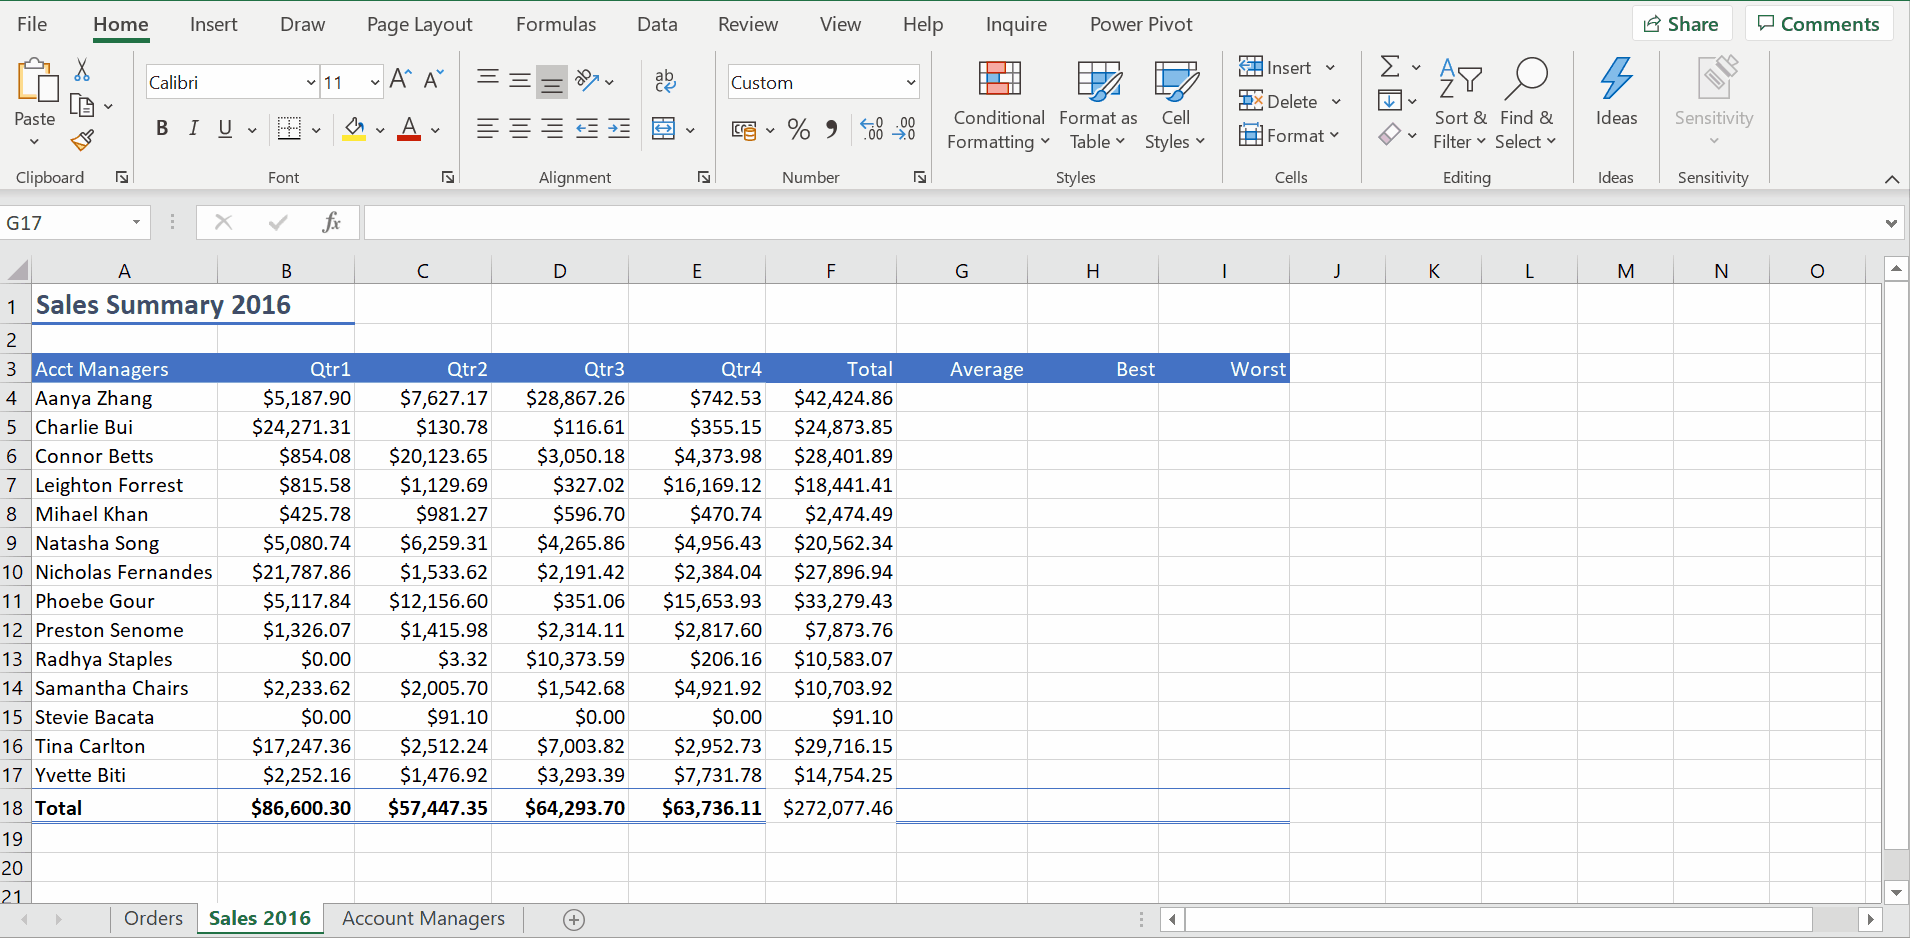 File Home Insert Draw Page Layout Formulas Data Review View Help Inquire Power Pivot Share Comments
Paste
Calibri 11
B I U A
ab
Custom
% 9 .00
Conditional Formatting
Format as Table
Cell Styles
Insert
Delete
Format
Sort & Filter
Find & Select
Ideas
Sensitivity
Clipboard Font Alignment Number Styles Cells Editing Ideas Sensitivity
G17 fx
A B C D E F G H I J K L M N O
1 Sales Summary 2016
2
3 Acct Managers Qtr1 Qtr2 Qtr3 Qtr4 Total Average Best Worst
4 Aanya Zhang $5,187.90 $7,627.17 $28,867.26 $742.53 $42,424.86
5 Charlie Bui $24,271.31 $130.78 $116.61 $355.15 $24,873.85
6 Connor Betts $854.08 $20,123.65 $3,050.18 $4,373.98 $28,401.89
7 Leighton Forrest $815.58 $1,129.69 $327.02 $16,169.12 $18,441.41
8 Mihael Khan $425.78 $981.27 $596.70 $470.74 $2,474.49
9 Natasha Song $5,080.74 $6,259.31 $4,265.86 $4,956.43 $20,562.34
10 Nicholas Fernandes $21,787.86 $1,533.62 $2,191.42 $2,384.04 $27,896.94
11 Phoebe Gour $5,117.84 $12,156.60 $351.06 $15,653.93 $33,279.43
12 Preston Senome $1,326.07 $1,415.98 $2,314.11 $2,817.60 $7,873.76
13 Radhya Staples $0.00 $3.32 $10,373.59 $206.16 $10,583.07
14 Samantha Chairs $2,233.62 $2,005.70 $1,542.68 $4,921.92 $10,703.92
15 Stevie Bacata $0.00 $91.10 $0.00 $0.00 $91.10
16 Tina Carlton $17,247.36 $2,512.24 $7,003.82 $2,952.73 $29,716.15
17 Yvette Biti $2,252.16 $1,476.92 $3,293.39 $7,731.78 $14,754.25
18 Total $86,600.30 $57,447.35 $64,293.70 $63,736.11 $272,077.46
19
20
21
Orders Sales 2016 Account Managers